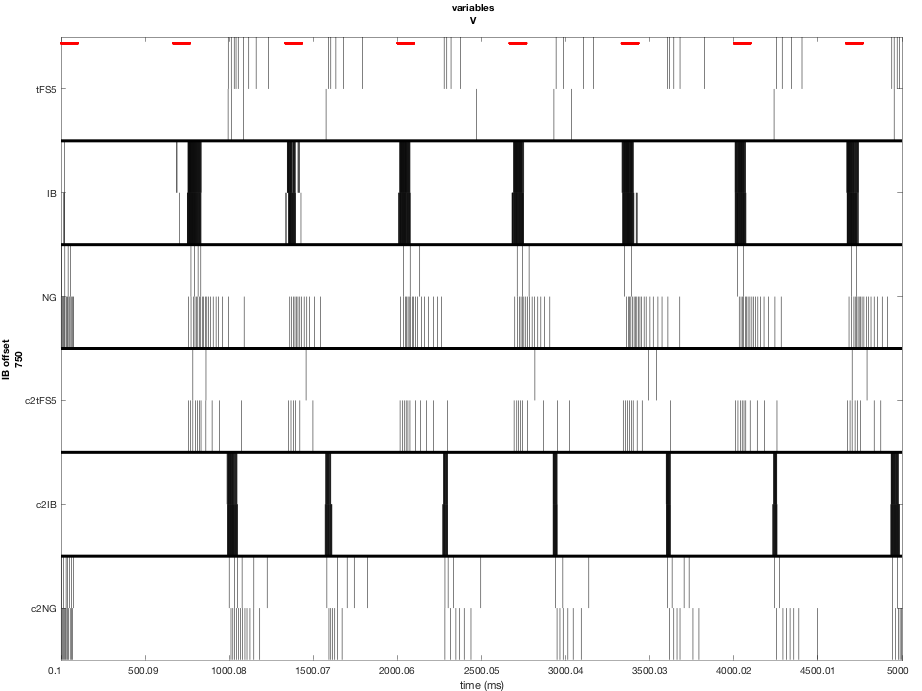 variables
V
tFS5
IB
NG
IB offset
750
c2tFS5
c2IB
c2NG
0.1 500.09 1000.08 1500.07 2000.06 2500.05 3000.04 3500.03 4000.02 4500.01 5000
time (ms)